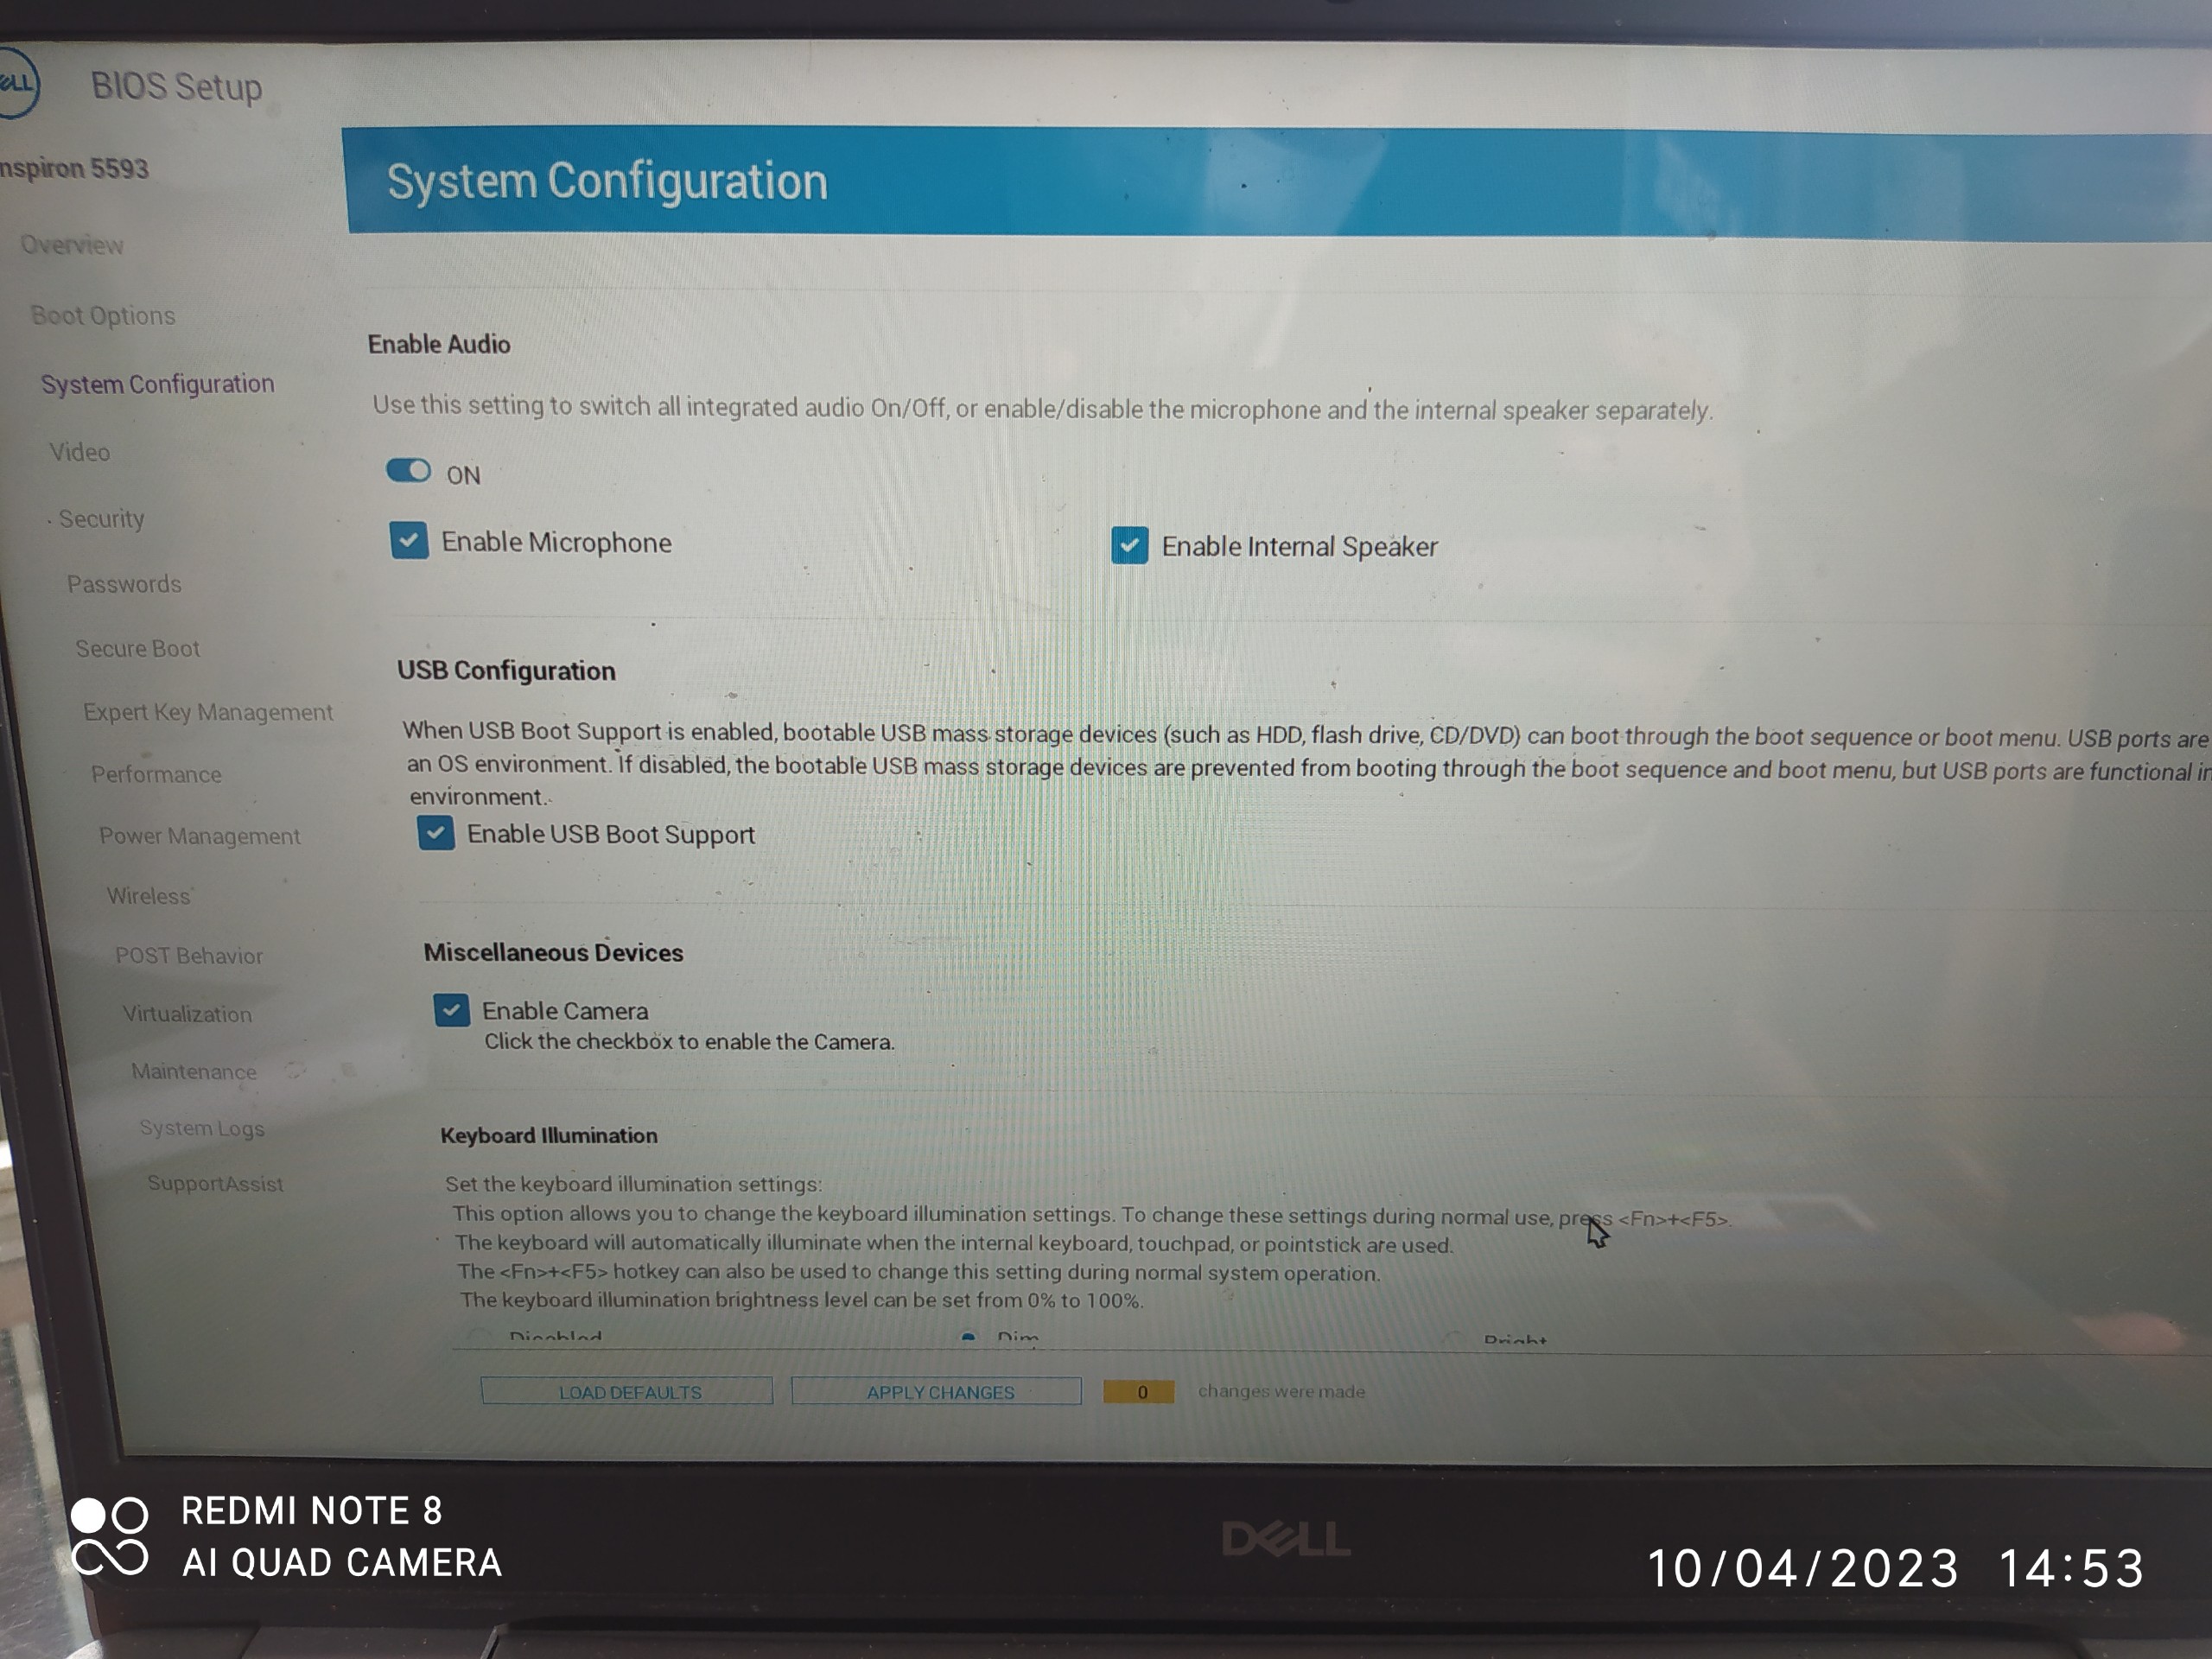 DELL
BIOS Setup
nspiron 5593
Overview
Boot Options
System Configuration
Video
Security
Passwords
Secure Boot
Expert Key Management
Performance
Power Management
Wireless
POST Behavior
Virtualization
Maintenance
System Logs
SupportAssist
System Configuration
Enable Audio
Use this setting to switch all integrated audio On/Off, or enable/disable the microphone and the internal speaker separately.
ON
Enable Microphone
Enable Internal Speaker
USB Configuration
When USB Boot Support is enabled, bootable USB mass storage devices (such as HDD, flash drive, CD/DVD) can boot through the boot sequence or boot menu. USB ports are
an OS environment. If disabled, the bootable USB mass storage devices are prevented from booting through the boot sequence and boot menu, but USB ports are functional in
environment.
Enable USB Boot Support
Miscellaneous Devices
Enable Camera
Click the checkbox to enable the Camera.
Keyboard Illumination
Set the keyboard illumination settings:
This option allows you to change the keyboard illumination settings. To change these settings during normal use, press <Fn>+<F5>.
The keyboard will automatically illuminate when the internal keyboard, touchpad, or pointstick are used.
The <Fn>+<F5> hotkey can also be used to change this setting during normal system operation.
The keyboard illumination brightness level can be set from 0% to 100%.
Disabled
Dim
Bright
LOAD DEFAULTS
APPLY CHANGES
0
changes were made
DELL
REDMI NOTE 8
AI QUAD CAMERA
10/04/2023 14:53